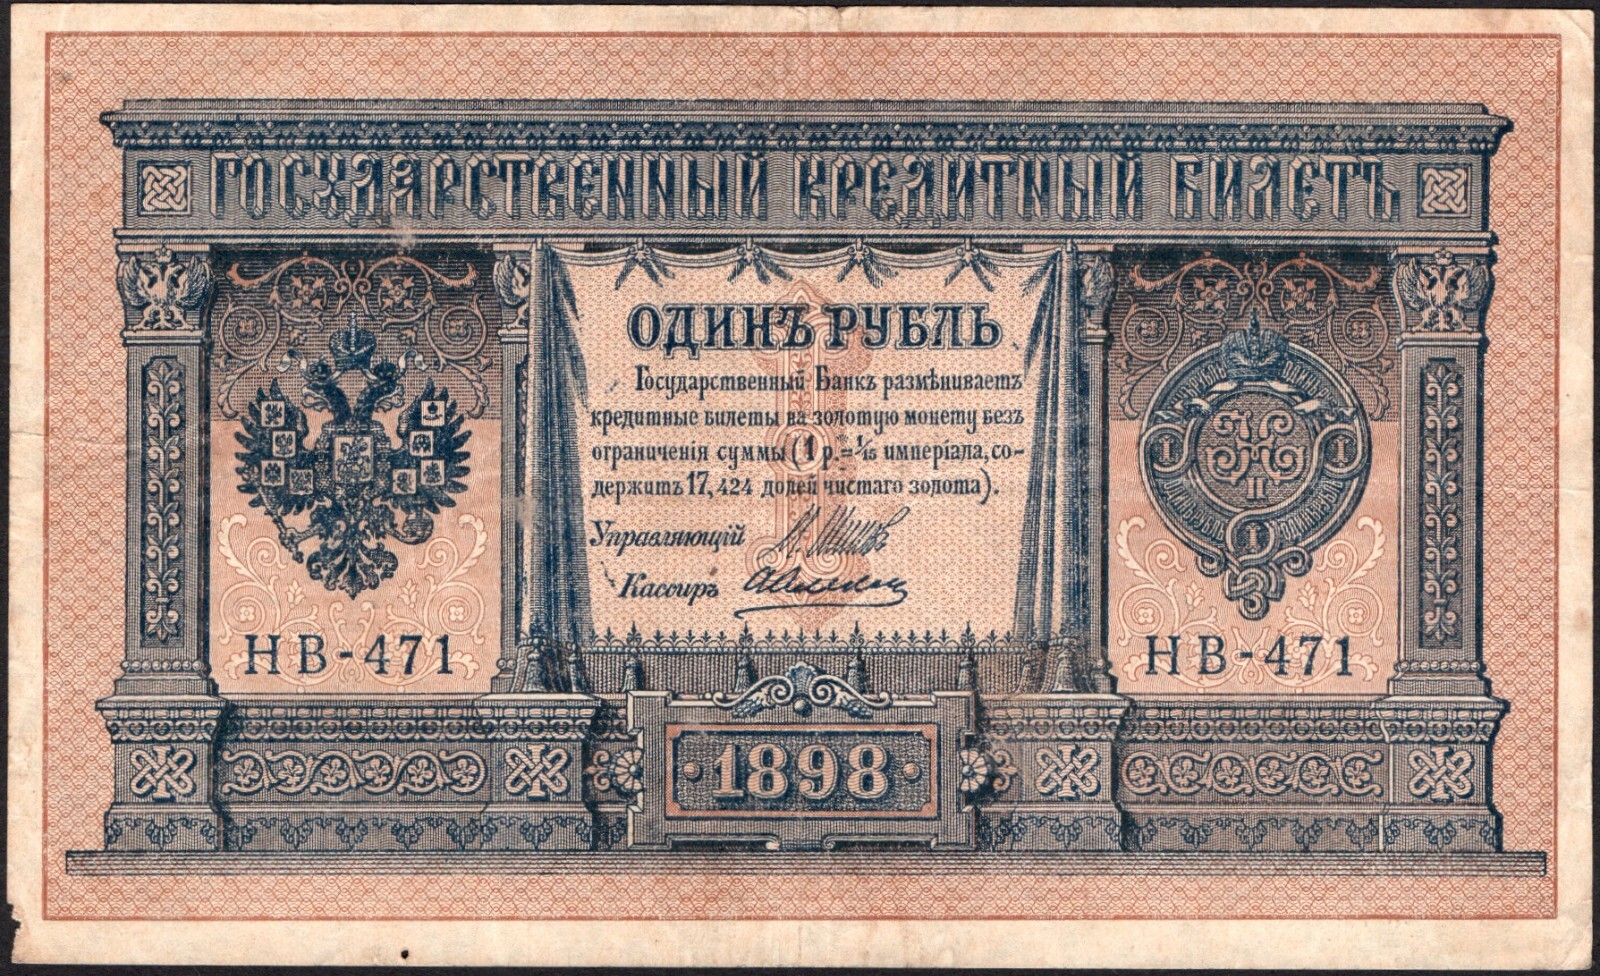 ГОСУДАРСТВЕННЫЙ КРЕДИТНЫЙ БИЛЕТЪ
ОДИНЪ РУБЛЬ
Государственный Банкъ размѣниваетъ
кредитные билеты на золотую монету безъ
ограниченія суммы (1 р.=1/15 имперіала, со-
держитъ 17,424 долей чистаго золота).
Управляющій
Кассиръ
I I
II
I
НВ-471 НВ-471
1898